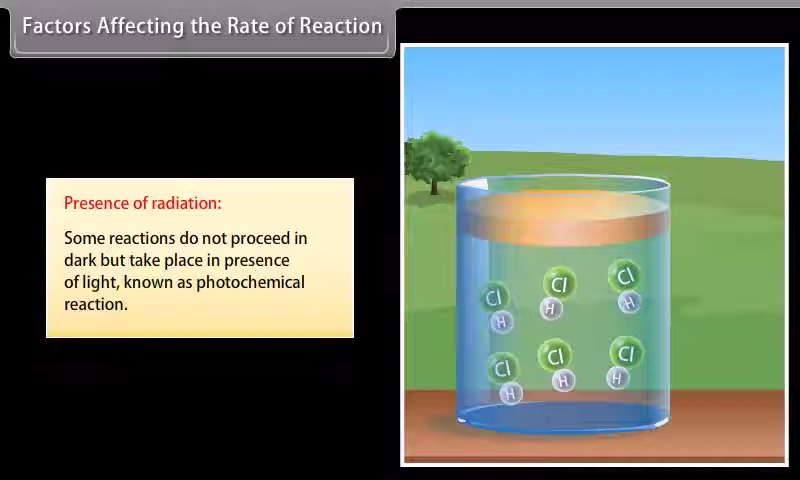 Factors Affecting the Rate of Reaction
Presence of radiation:
Some reactions do not proceed in
dark but take place in presence
of light, known as photochemical
reaction.
Cl
H
Cl
H
Cl
H
Cl
H
Cl
H
Cl
H